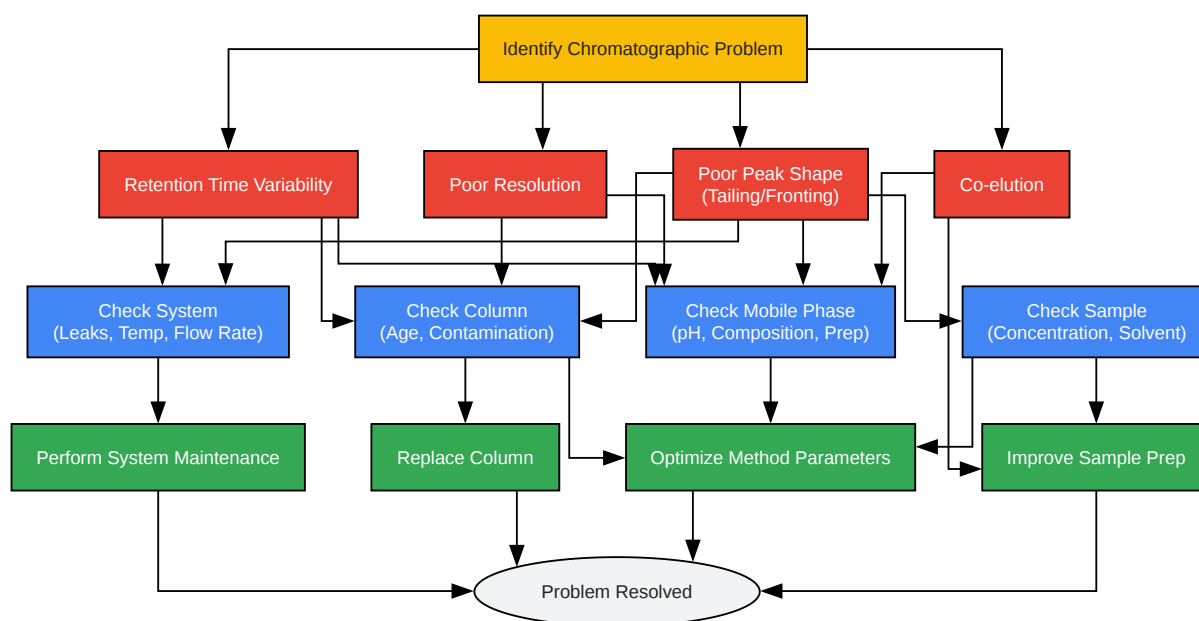 Identify Chromatographic Problem
Retention Time Variability
Poor Resolution
Poor Peak Shape
(Tailing/Fronting)
Co-elution
Check System
(Leaks, Temp, Flow Rate)
Check Column
(Age, Contamination)
Check Mobile Phase
(pH, Composition, Prep)
Check Sample
(Concentration, Solvent)
Perform System Maintenance
Replace Column
Optimize Method Parameters
Improve Sample Prep
Problem Resolved